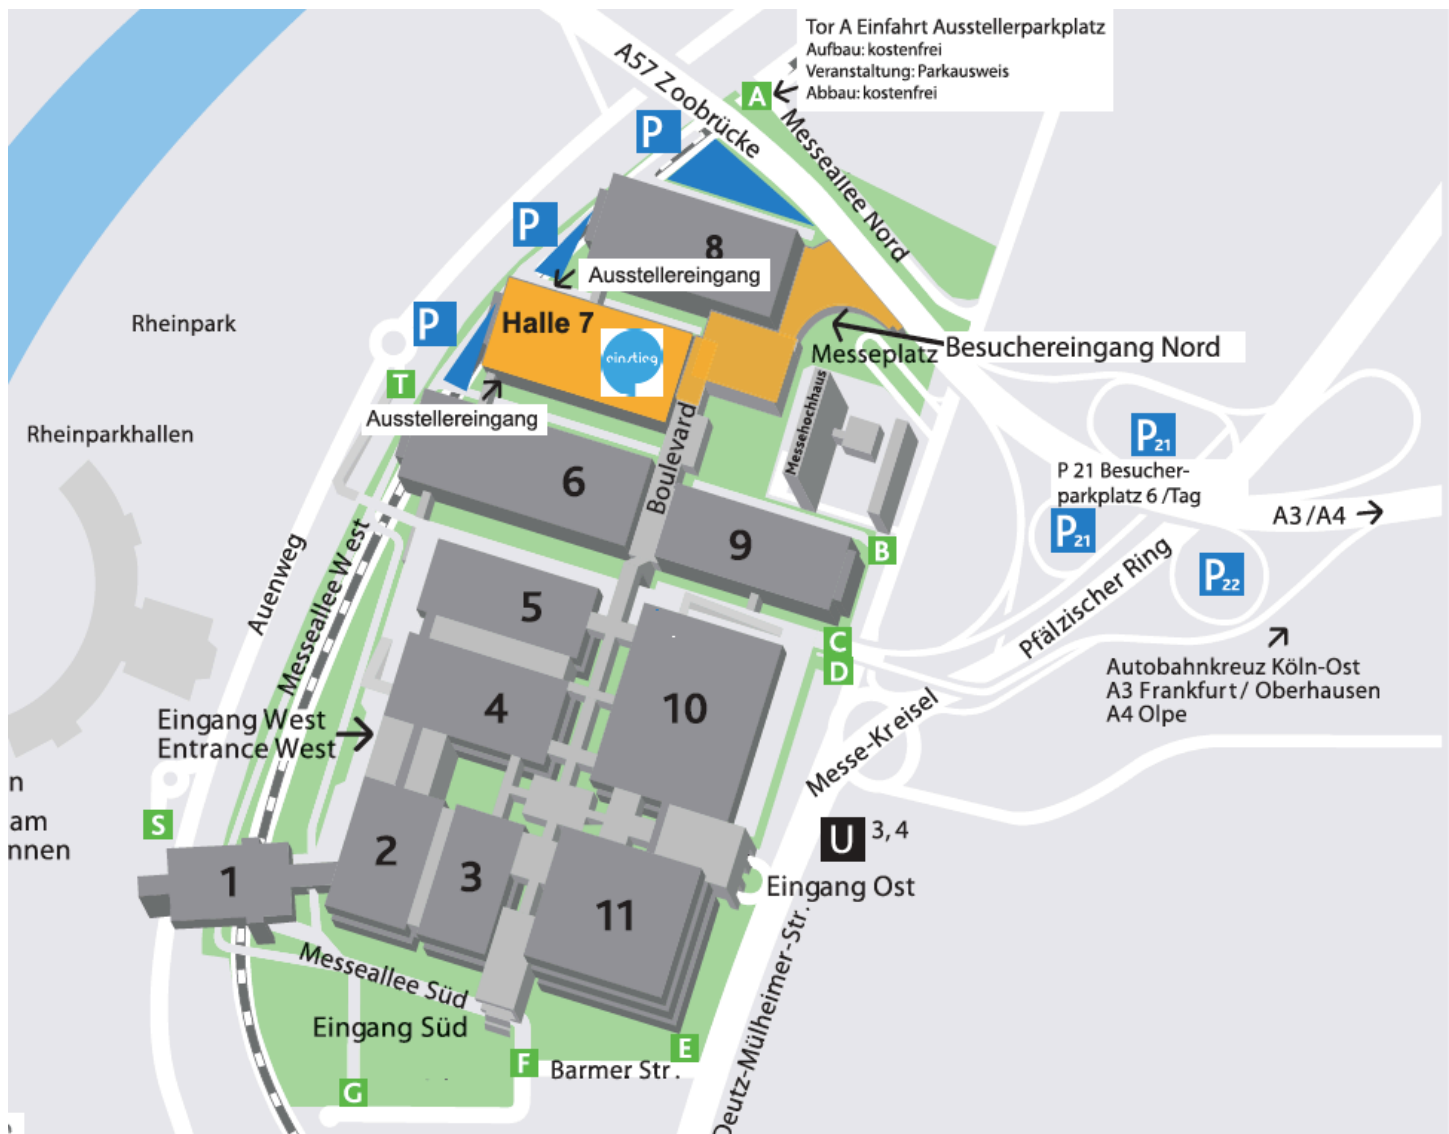 Tor A Einfahrt Ausstellerparkplatz
Aufbau: kostenfrei
Veranstaltung: Parkausweis
Abbau: kostenfrei
A57 Zoobrücke
A
P
Messeallee Nord
P
8
Ausstellereingang
Rheinpark
P
Halle 7
einstieg
Messeplatz
Besuchereingang Nord
T
Ausstellereingang
Messehochhaus
Boulevard
Rheinparkhallen
P21
P 21 Besucher-
parkplatz 6 /Tag
6
P21
A3/A4
9
B
Auenweg
Messeallee West
P22
5
Pfälzischer Ring
C
D
Autobahnkreuz Köln-Ost
A3 Frankfurt / Oberhausen
A4 Olpe
4
10
Eingang West
Entrance West
Messe-Kreisel
n
am
nnen
S
U 3, 4
2
3
1
Eingang Ost
11
Messeallee Süd
Eingang Süd
Deutz-Mülheimer-Str.
E
F
Barmer Str.
G